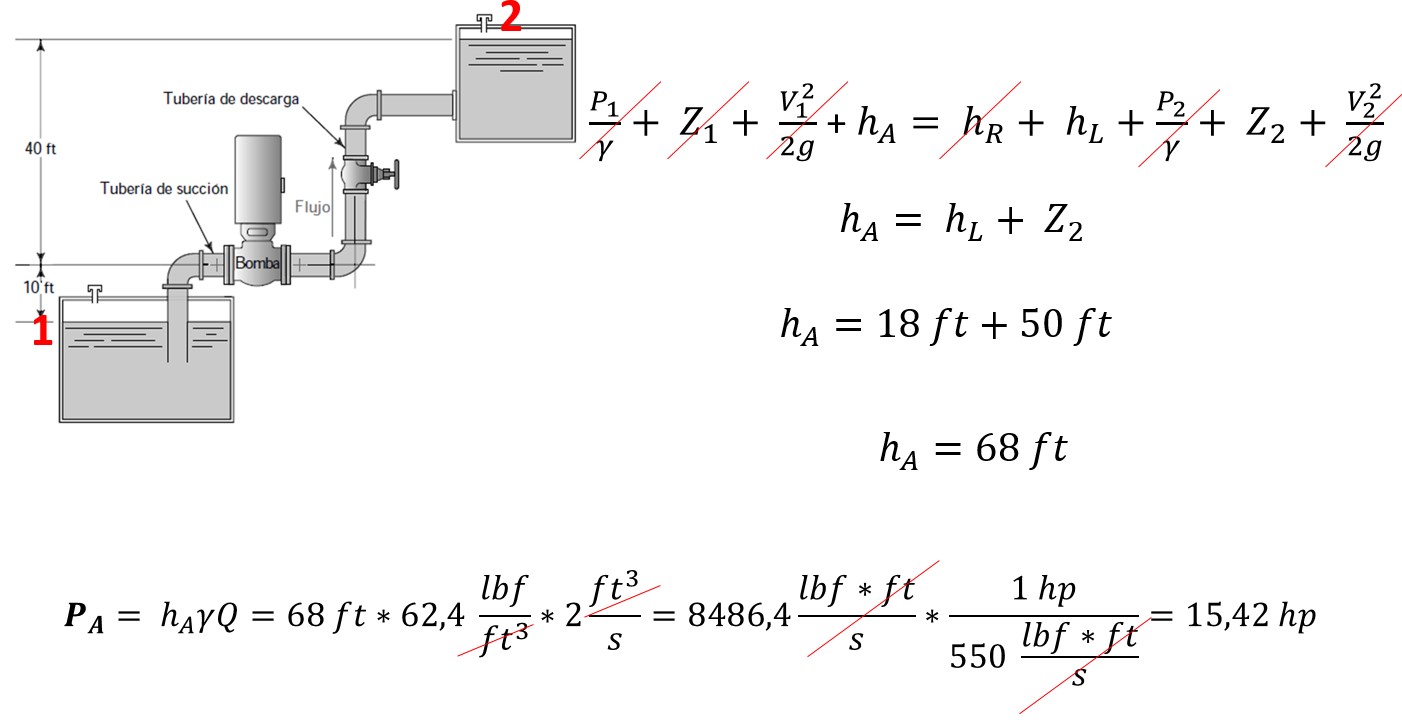 2
Tubería de descarga
40 ft
Tubería de succión
Flujo
Bomba
10 ft
1
P₁/γ + Z₁ + V₁²/2g + h_A = h_R + h_L + P₂/γ + Z₂ + V₂²/2g
h_A = h_L + Z₂
h_A = 18 ft + 50 ft
h_A = 68 ft
P_A = h_AγQ = 68 ft * 62,4 lbf/ft³ * 2 ft³/s = 8486,4 lbf * ft/s * 1 hp/550 lbf * ft/s = 15,42 hp